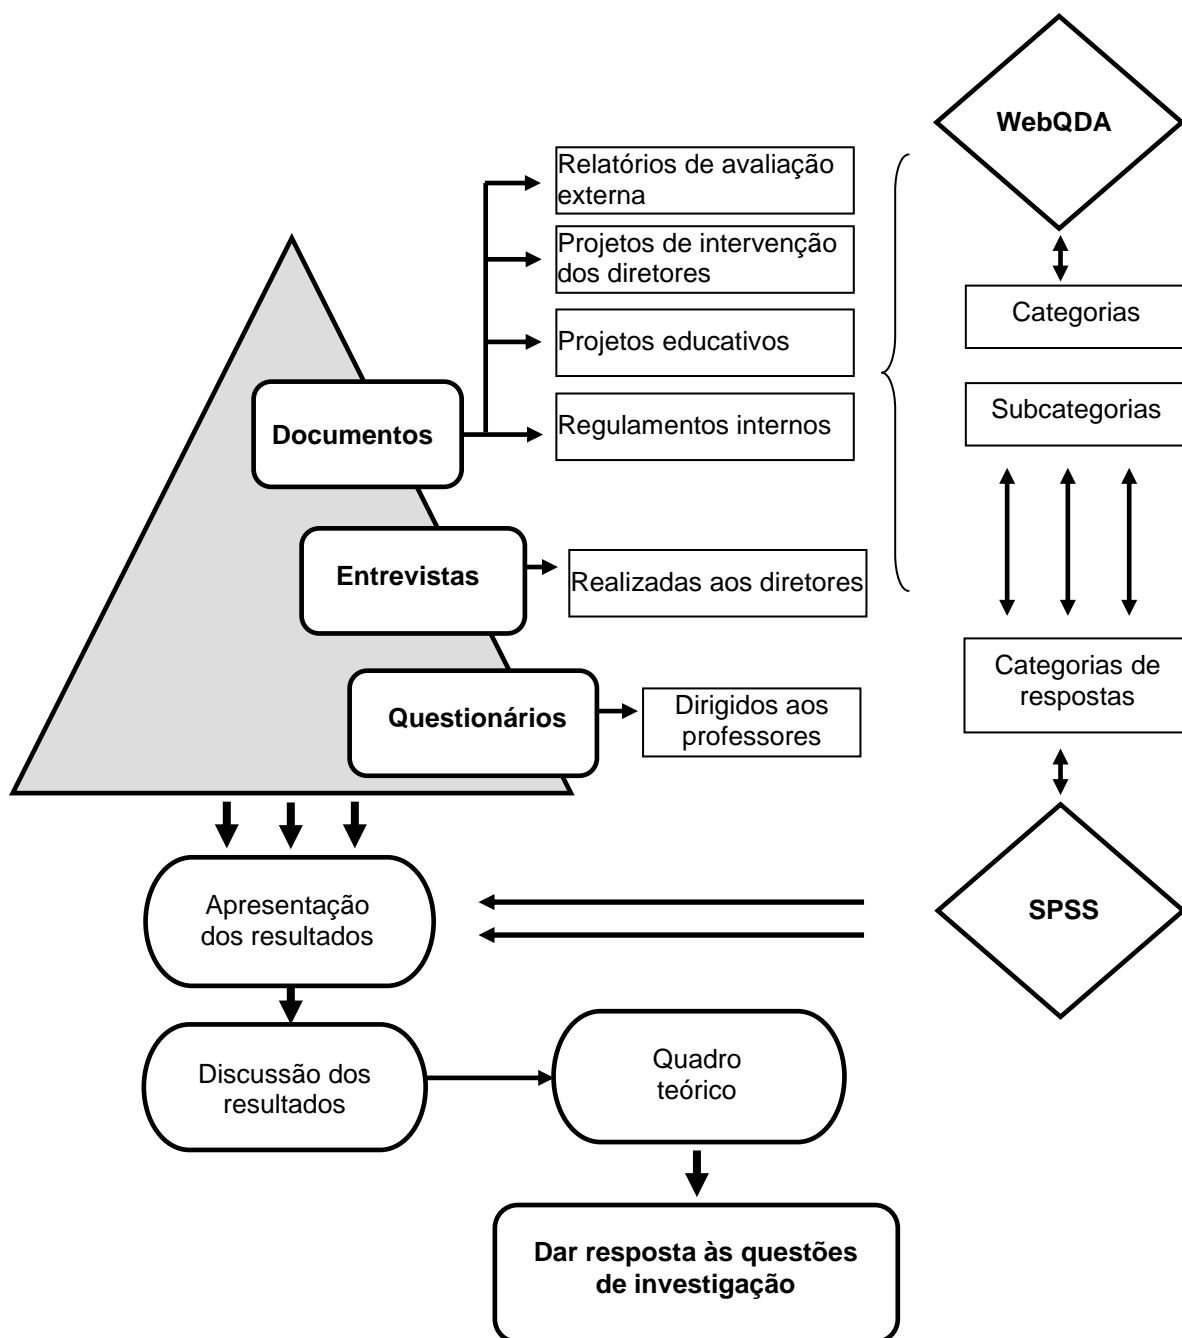 WebQDA
Relatórios de avaliação
externa
Projetos de intervenção
dos diretores
Categorias
Projetos educativos
Subcategorias
Documentos
Regulamentos internos
Entrevistas
Realizadas aos diretores
Categorias de
respostas
Questionários
Dirigidos aos
professores
Apresentação
dos resultados
SPSS
Discussão dos
resultados
Quadro
teórico
Dar resposta às questões
de investigação